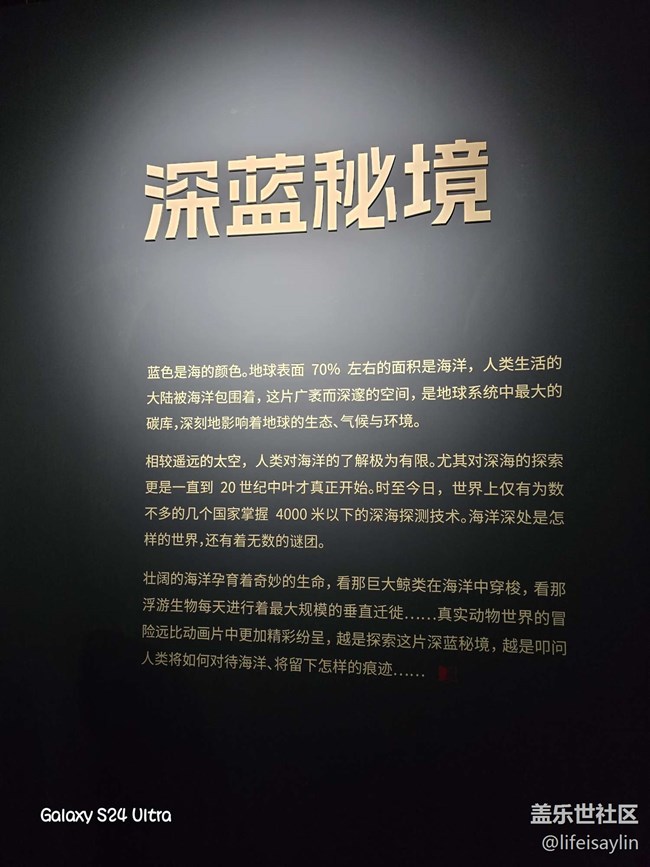 深蓝秘境
蓝色是海的颜色。地球表面 70% 左右的面积是海洋，人类生活的
大陆被海洋包围着，这片广袤而深邃的空间，是地球系统中最大的
碳库，深刻地影响着地球的生态、气候与环境。
相较遥远的太空，人类对海洋的了解极为有限。尤其对深海的探索
更是一直到 20 世纪中叶才真正开始。时至今日，世界上仅有为数
不多的几个国家掌握 4000 米以下的深海探测技术。海洋深处是怎
样的世界，还有着无数的谜团。
壮阔的海洋孕育着奇妙的生命，看那巨大鲸类在海洋中穿梭，看那
浮游生物每天进行着最大规模的垂直迁徙……真实动物世界的冒
险远比动画片中更加精彩纷呈，越是探索这片深蓝秘境，越是叩问
人类将如何对待海洋、将留下怎样的痕迹……
Galaxy S24 Ultra
盖乐世社区
@lifeisaylin